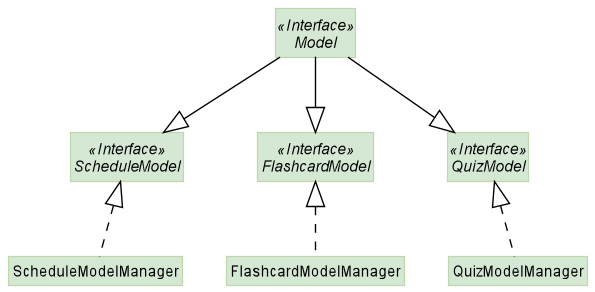 «Interface»
Model
«Interface»
ScheduleModel
«Interface»
FlashcardModel
«Interface»
QuizModel
ScheduleModelManager
FlashcardModelManager
QuizModelManager